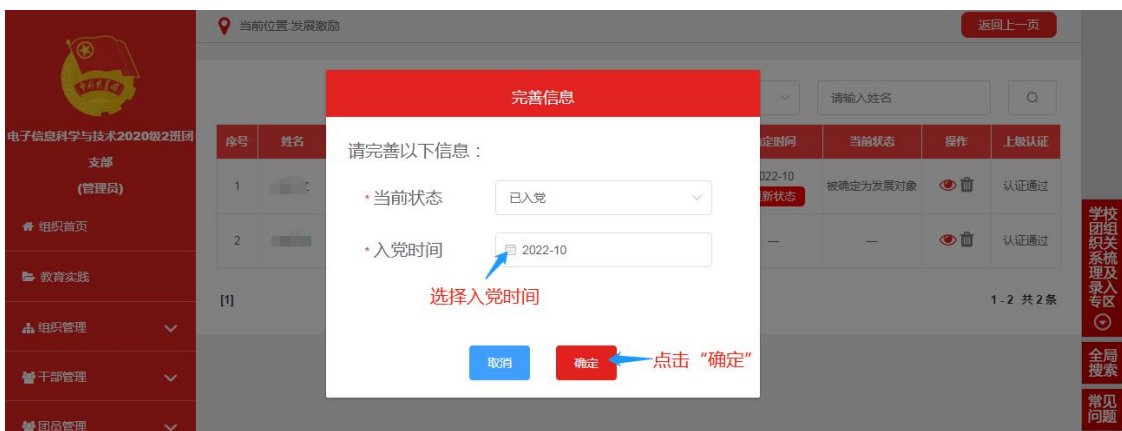 当前位置:发展激励
返回上一页
电子信息科学与技术2020级2班团
支部
(管理员)
组织首页
教育实践
组织管理
干部管理
团员管理
请输入姓名
序号
姓名
定时间
当前状态
操作
上级认证
1
022-10
新状态
被确定为发展对象
认证通过
2
—
—
认证通过
[1]
1-2 共2条
完善信息
请完善以下信息：
*当前状态
已入党
*入党时间
2022-10
选择入党时间
取消
确定
点击“确定”
学校
团组
织关
系统
理及
录入
专区
全局
搜索
常见
问题